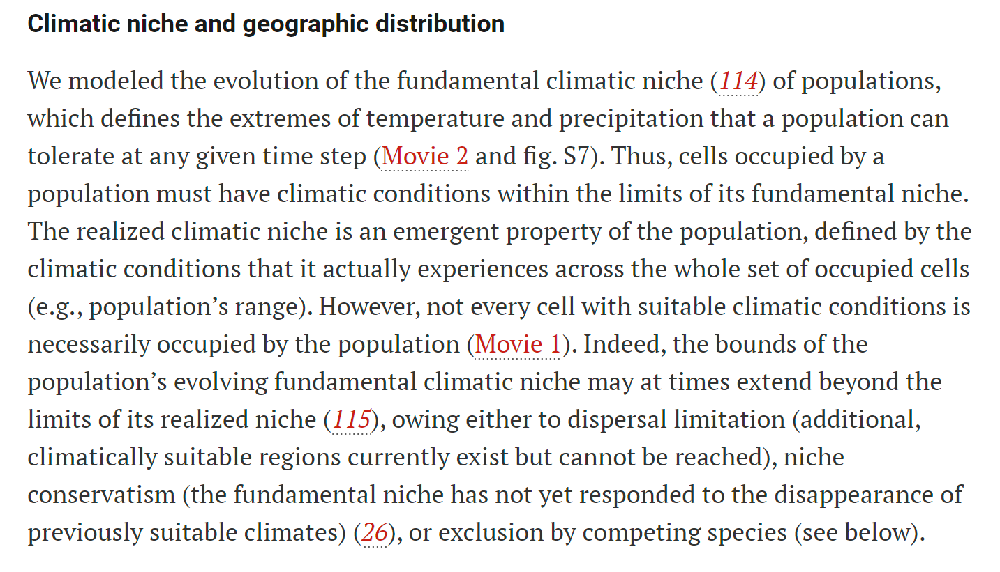 Climatic niche and geographic distribution
We modeled the evolution of the fundamental climatic niche (114) of populations,
which defines the extremes of temperature and precipitation that a population can
tolerate at any given time step (Movie 2 and fig. S7). Thus, cells occupied by a
population must have climatic conditions within the limits of its fundamental niche.
The realized climatic niche is an emergent property of the population, defined by the
climatic conditions that it actually experiences across the whole set of occupied cells
(e.g., population’s range). However, not every cell with suitable climatic conditions is
necessarily occupied by the population (Movie 1). Indeed, the bounds of the
population’s evolving fundamental climatic niche may at times extend beyond the
limits of its realized niche (115), owing either to dispersal limitation (additional,
climatically suitable regions currently exist but cannot be reached), niche
conservatism (the fundamental niche has not yet responded to the disappearance of
previously suitable climates) (26), or exclusion by competing species (see below).